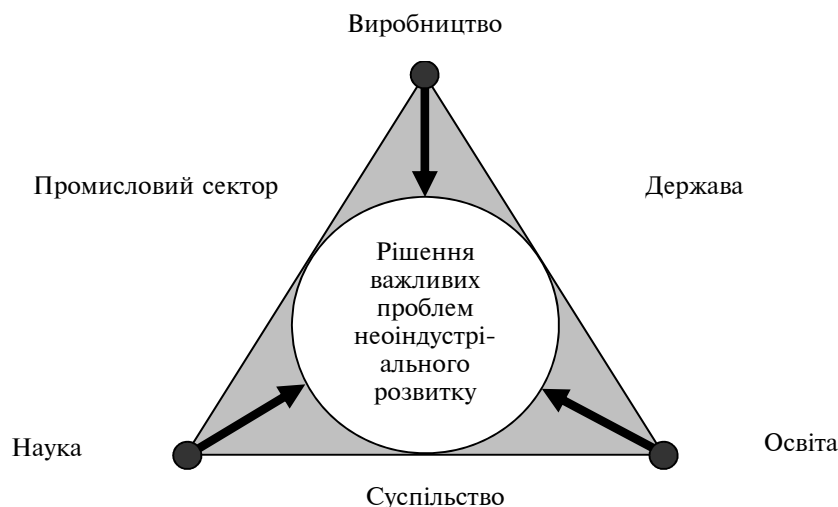 Виробництво
Промисловий сектор
Держава
Рішення
важливих
проблем
неоіндустрі-
ального
розвитку
Наука
Освіта
Суспільство